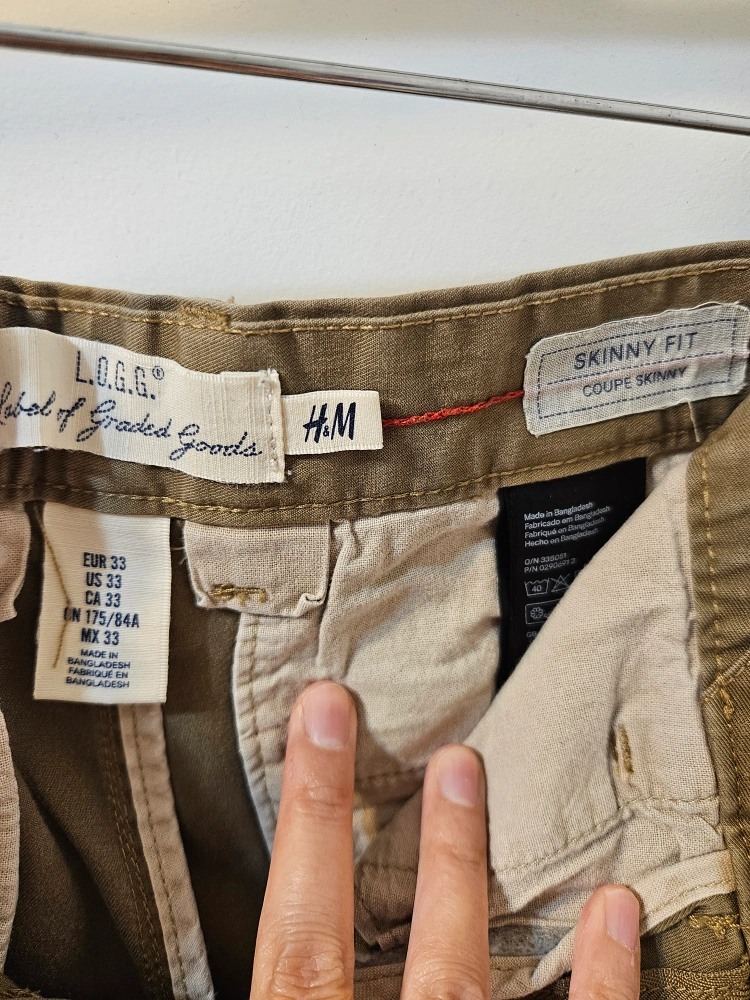 L.O.G.G.®
label of Graded Goods
H&M
SKINNY FIT
COUPE SKINNY
EUR 33
US 33
CA 33
CN 175/84A
MX 33
MADE IN
BANGLADESH
FABRIQUÉ EN
BANGLADESH
Made in Bangladesh
Fabricado em Bangladesh
Fabriqué en Bangladesh
Hecho en Bangladesh
O/N 335051
P/N
40
GB